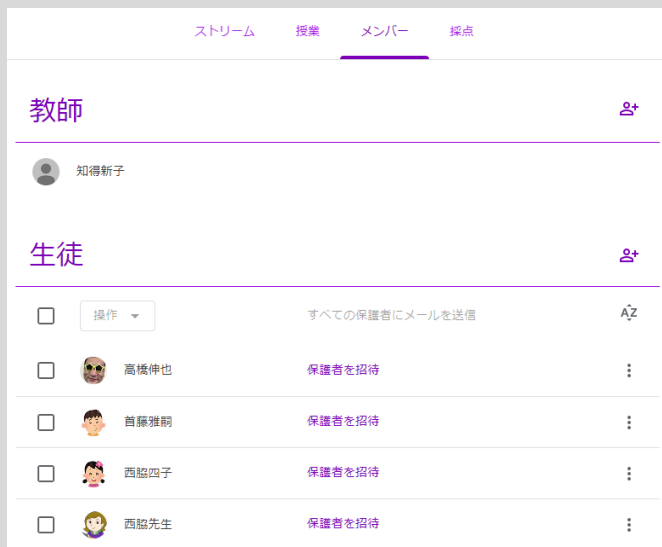 ストリーム 授業 メンバー 採点
教師
知得新子
生徒
操作 すべての保護者にメールを送信 AZ
高橋伸也 保護者を招待
首藤雅嗣 保護者を招待
西脇四子 保護者を招待
西脇先生 保護者を招待